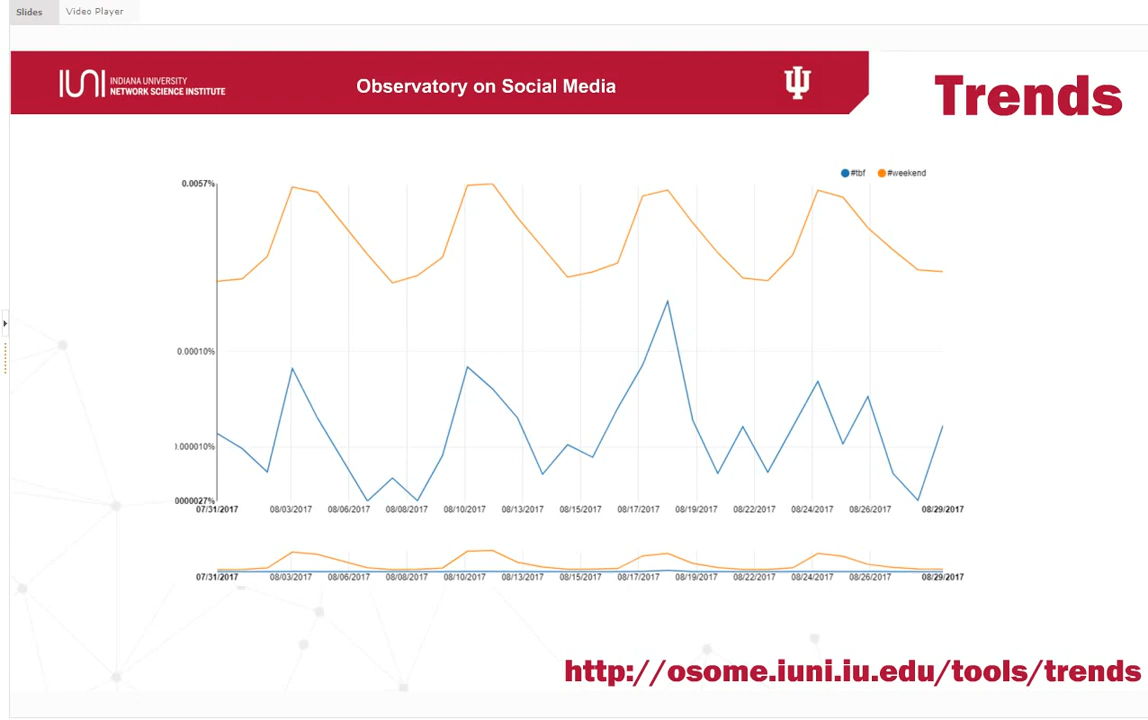 Slides Video Player
INDIANA UNIVERSITY
IUNI NETWORK SCIENCE INSTITUTE
Observatory on Social Media
Trends
#tbf #weekend
0.0057%
0.00010%
0.000010%
0000027%
07/31/2017 08/03/2017 08/06/2017 08/08/2017 08/10/2017 08/13/2017 08/15/2017 08/17/2017 08/19/2017 08/22/2017 08/24/2017 08/26/2017 08/29/2017
07/31/2017 08/03/2017 08/06/2017 08/08/2017 08/10/2017 08/13/2017 08/15/2017 08/17/2017 08/19/2017 08/22/2017 08/24/2017 08/26/2017 08/29/2017
http://osome.iuni.iu.edu/tools/trends